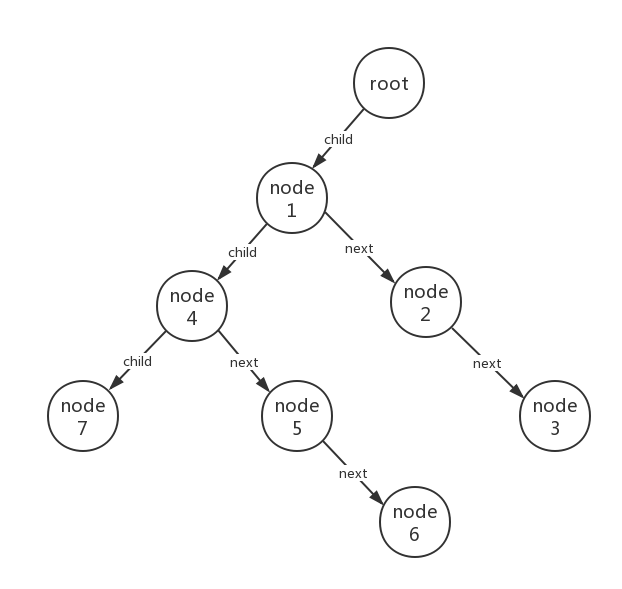 root
child
node
1
child
next
node
4
node
2
child
next
next
node
7
node
5
node
3
next
node
6